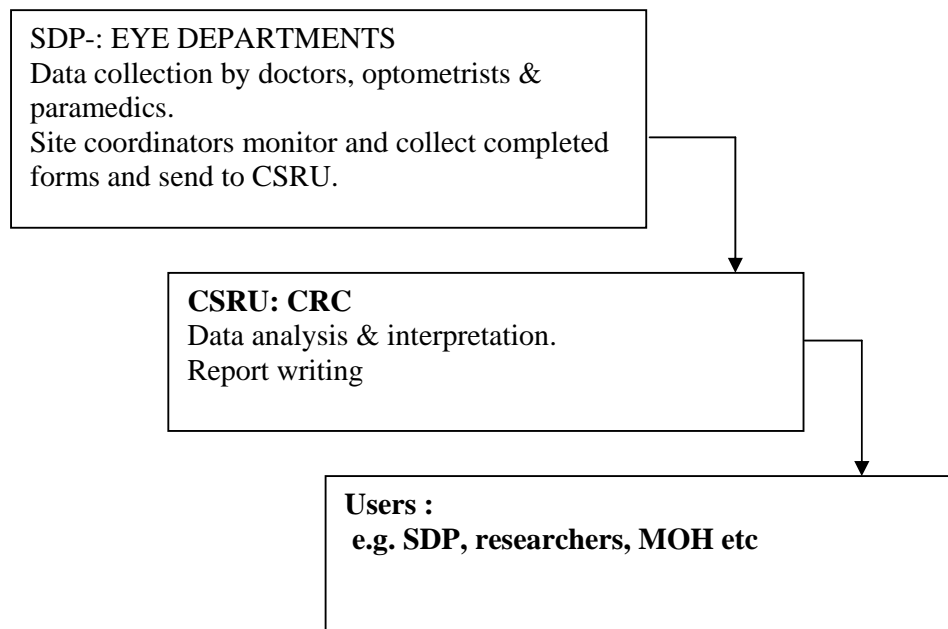 SDP-: EYE DEPARTMENTS
Data collection by doctors, optometrists &
paramedics.
Site coordinators monitor and collect completed
forms and send to CSRU.
CSRU: CRC
Data analysis & interpretation.
Report writing
Users :
e.g. SDP, researchers, MOH etc